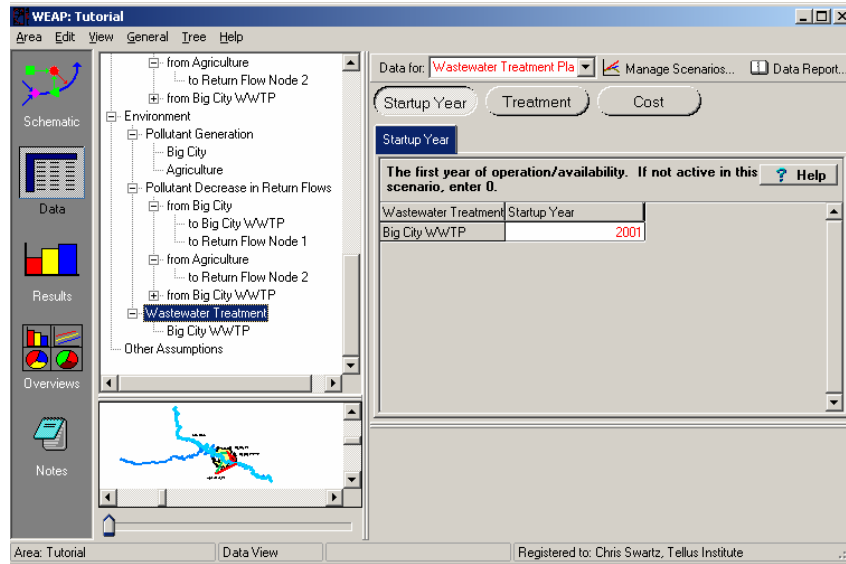 WEAP: Tutorial
Area Edit View General Tree Help
Schematic
Data
Results
Overviews
Notes
from Agriculture
to Return Flow Node 2
from Big City WWTP
Environment
Pollutant Generation
Big City
Agriculture
Pollutant Decrease in Return Flows
from Big City
to Big City WWTP
to Return Flow Node 1
from Agriculture
to Return Flow Node 2
from Big City WWTP
Wastewater Treatment
Big City WWTP
Other Assumptions
Data for: Wastewater Treatment Pla Manage Scenarios... Data Report...
Startup Year Treatment Cost
Startup Year
The first year of operation/availability. If not active in this
scenario, enter 0.
? Help
Wastewater Treatment Startup Year
Big City WWTP 2001
Area: Tutorial Data View Registered to: Chris Swartz, Tellus Institute